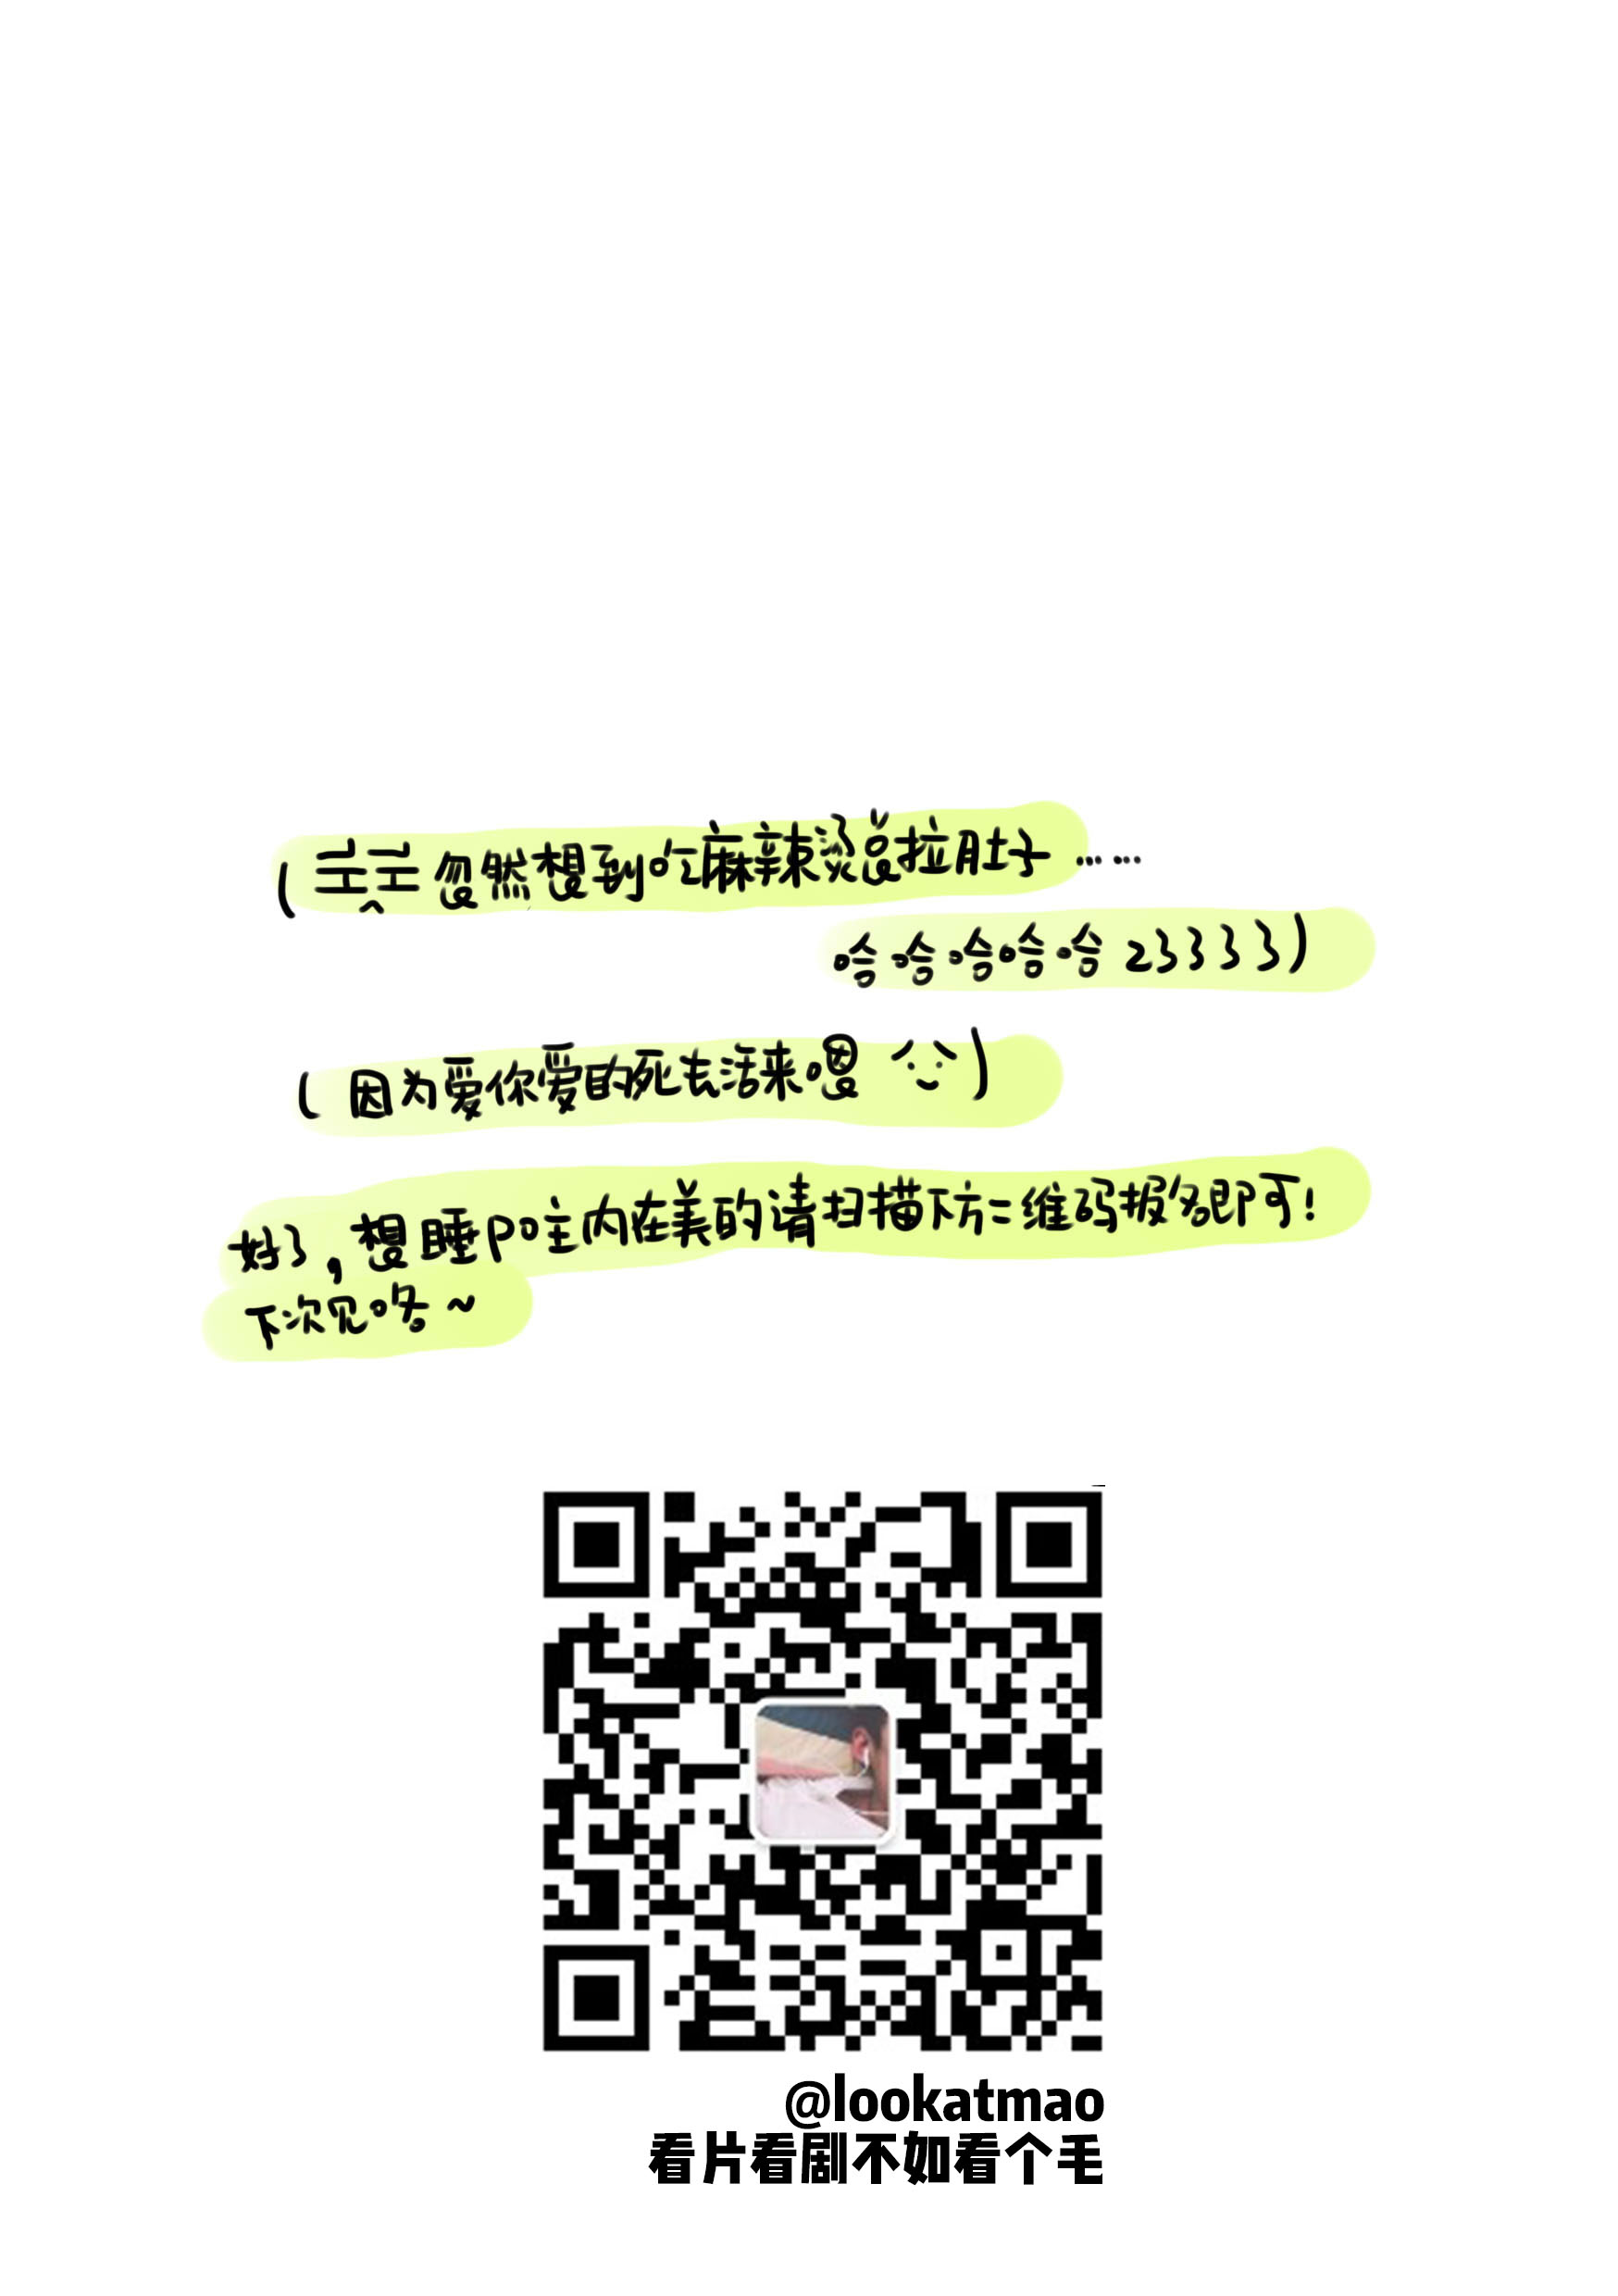 ( 忽然想到吃麻辣烫总拉肚子……
哈哈哈哈哈 23333)
( 因为爱你爱的死去活来嗯 )
好了，想睡po主内在美的请扫描下方二维码报名即可！
下次见咯~
@lookatmao
看片看剧不如看个毛